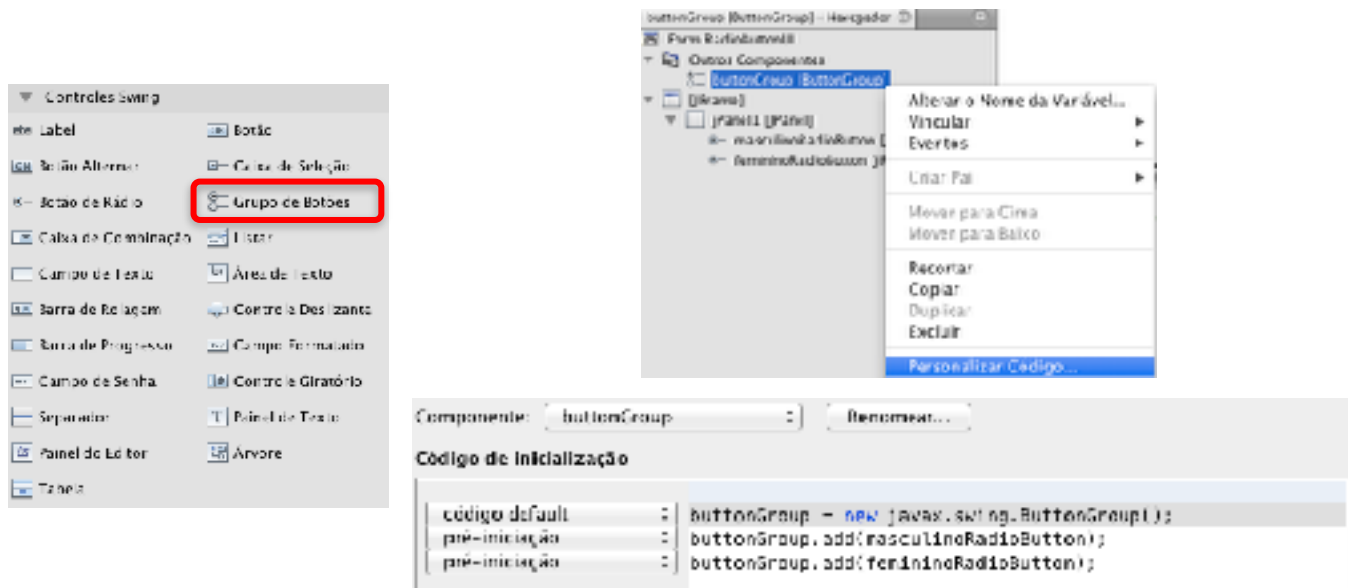 Controles Swing
Label
Botão
Botão Alternar
Caixa de Seleção
Botão de Rádio
Grupo de Botões
Caixa de Combinação
Listar
Campo de Texto
Área de Texto
Barra de Rolagem
Controle Deslizante
Barra de Progresso
Campo Formatado
Campo de Senha
Controle Giratório
Separador
Painel de Texto
Painel do Editor
Árvore
Tabela
buttonGroup [ButtonGroup] - Navegador
Form
Outros Componentes
buttonGroup [ButtonGroup]
[JFrame]
jPanel1 [JPanel]
masculinoRadioButton [
femininoRadioButton [JR
Alterar o Nome da Variável...
Vincular
Eventos
Criar Pai
Mover para Cima
Mover para Baixo
Recortar
Copiar
Duplicar
Excluir
Personalizar Código...
Componente: buttonGroup Renomear...
Código de Inicialização
código default buttonGroup = new javax.swing.ButtonGroup();
pré-iniciação buttonGroup.add(masculinoRadioButton);
pré-iniciação buttonGroup.add(femininoRadioButton);